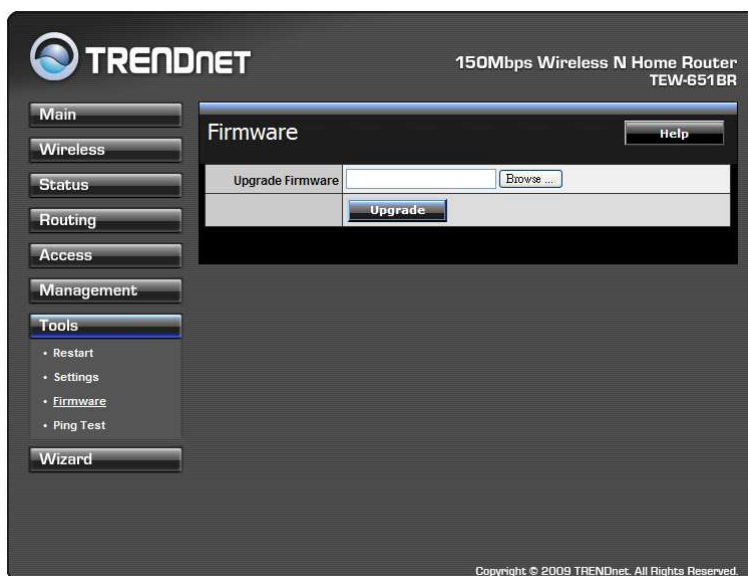 TRENDNET
150Mbps Wireless N Home Router
TEW-651BR
Main
Wireless
Status
Routing
Access
Management
Tools
• Restart
• Settings
• Firmware
• Ping Test
Wizard
Firmware
Help
Upgrade Firmware
Browse ...
Upgrade
Copyright © 2009 TRENDnet. All Rights Reserved.